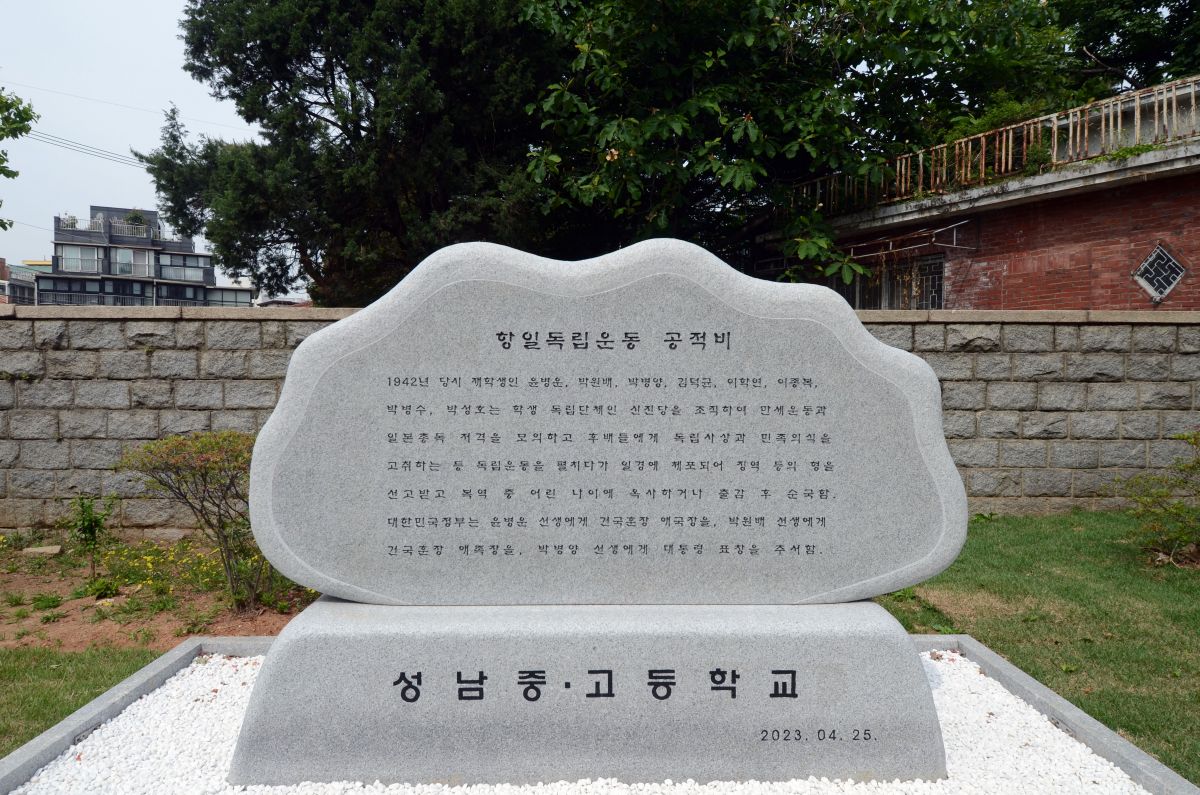 항일독립운동 공적비
1942년 당시 재학생인 윤병운, 박원배, 박병양, 김덕균, 이학연, 이종복,
박병수, 박성호는 학생 독립단체인 신진당을 조직하여 만세운동과
일본총독 저격을 모의하고 후배들에게 독립사상과 민족의식을
고취하는 등 독립운동을 펼치다가 일경에 체포되어 징역 등의 형을
선고받고 복역 중 어린 나이에 옥사하거나 출감 후 순국함.
대한민국정부는 윤병운 선생에게 건국훈장 애국장을, 박원배 선생에게
건국훈장 애족장을, 박병양 선생에게 대통령 표창을 추서함.
성남중·고등학교
2023. 04. 25.